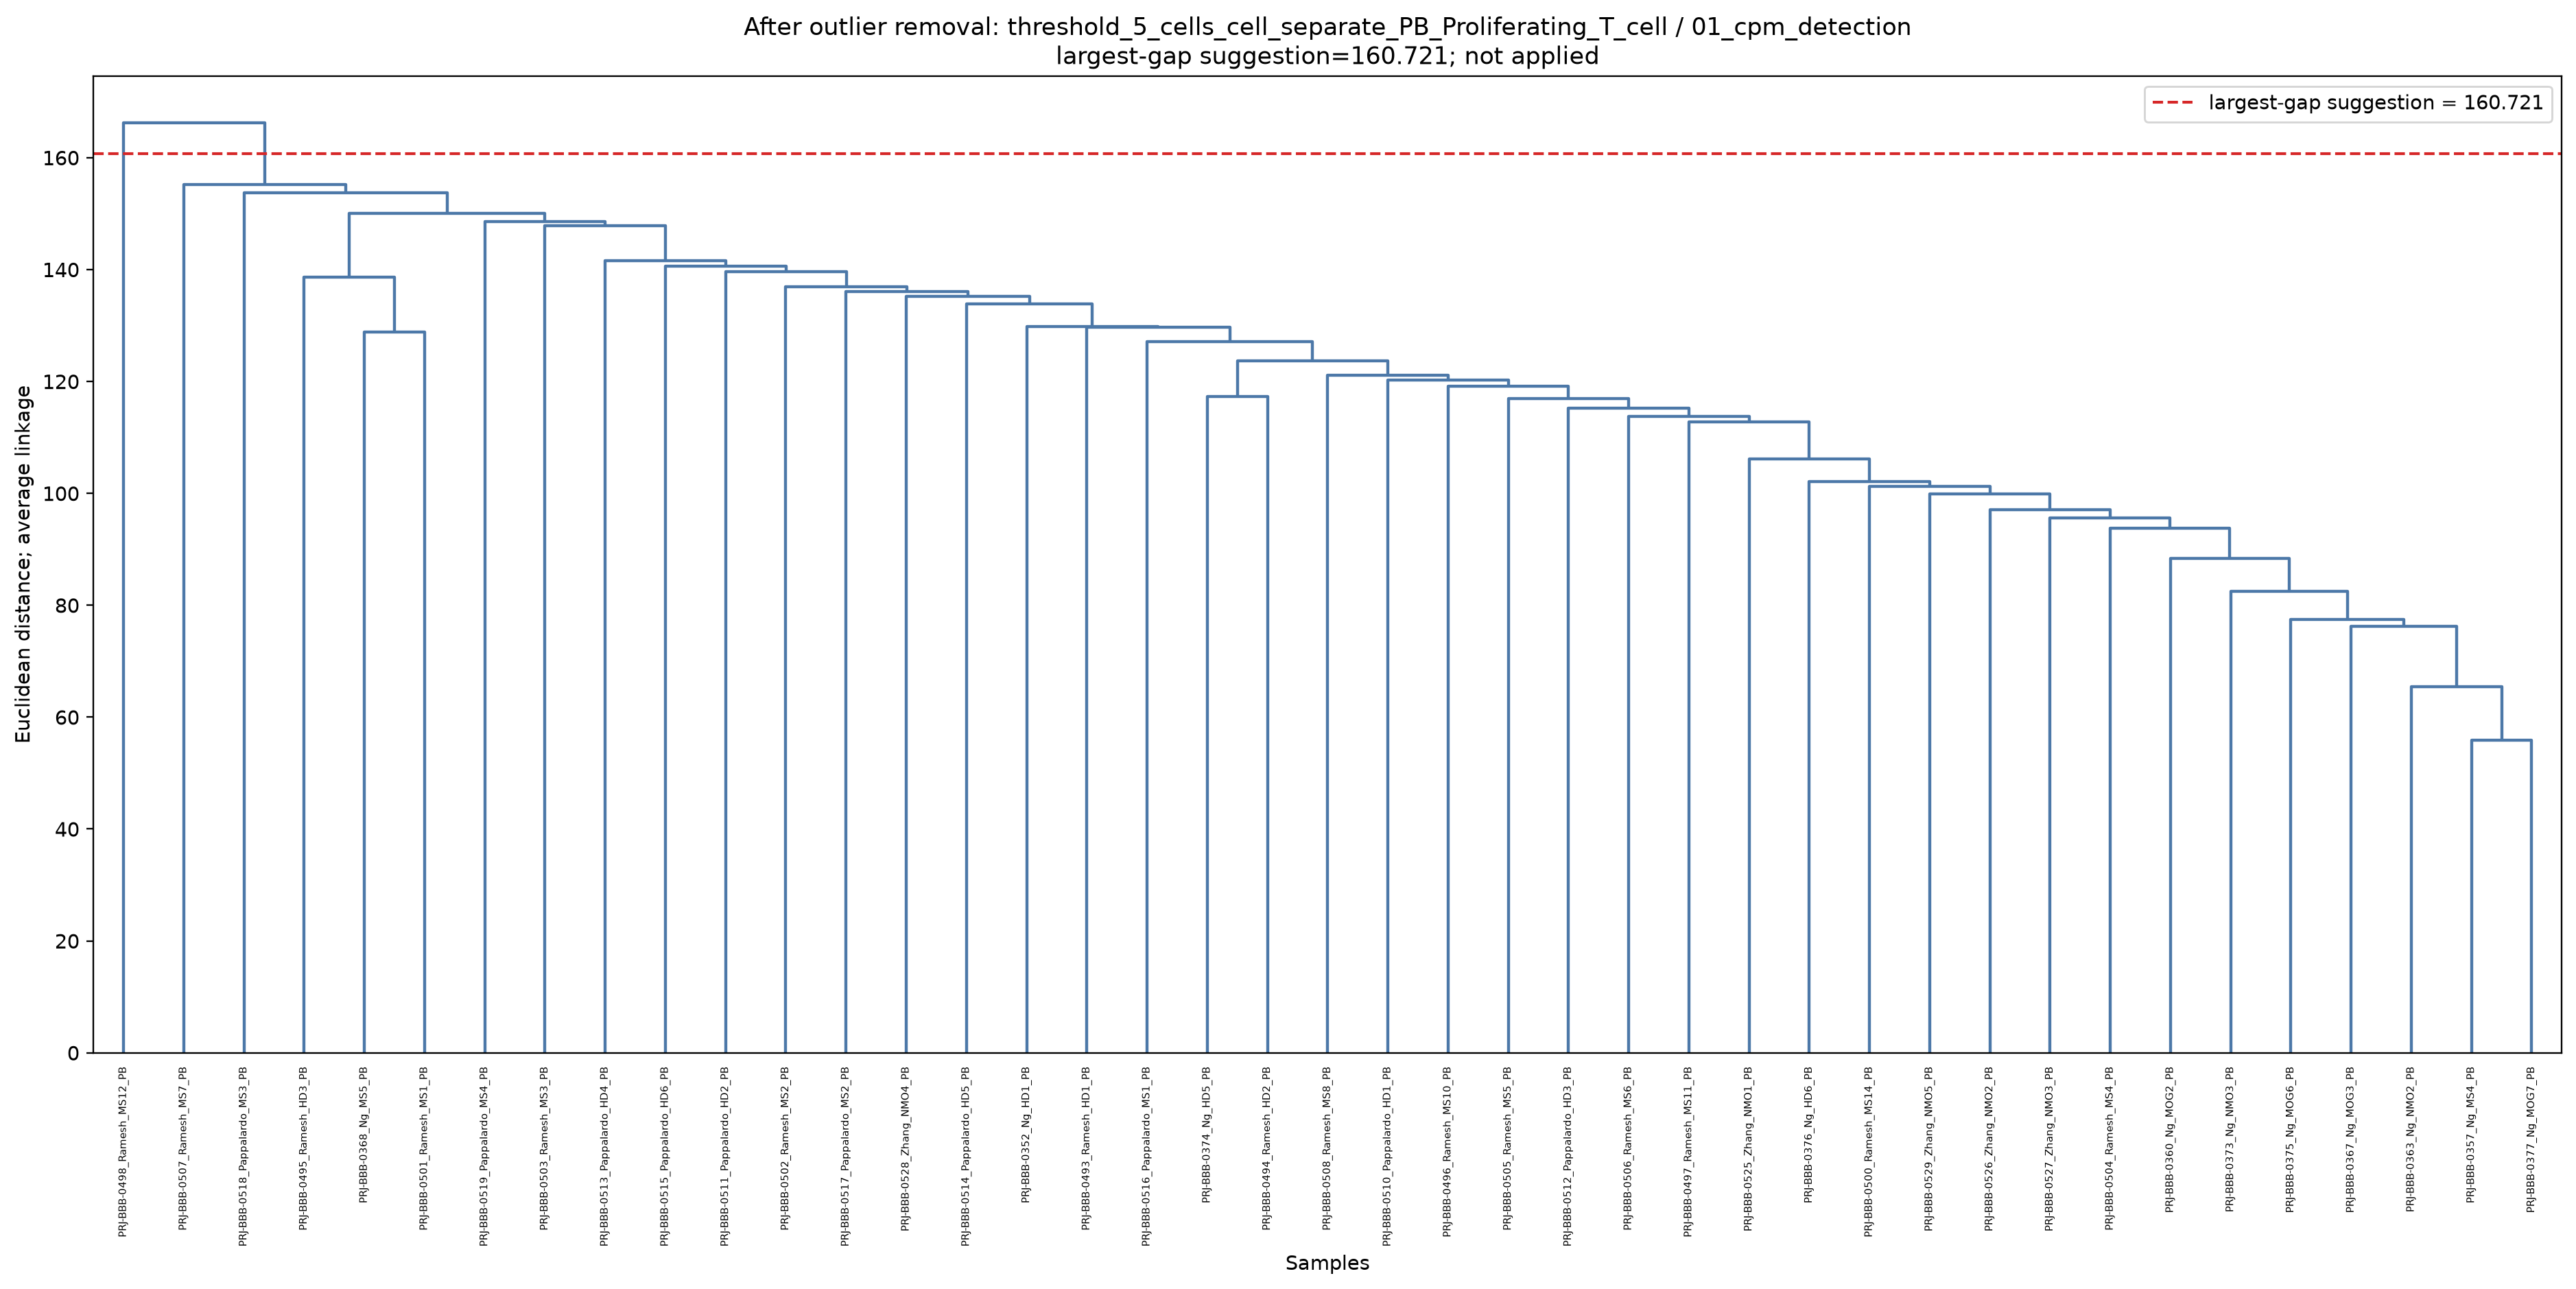 After outlier removal: threshold_5_cells_cell_separate_PB_Proliferating_T_cell / 01_cpm_detection
largest-gap suggestion=160.721; not applied
largest-gap suggestion = 160.721
Euclidean distance; average linkage
160
140
120
100
80
60
40
20
0
PRJ-BBB-0498_Ramesh_MS12_PB
PRJ-BBB-0507_Ramesh_MS7_PB
PRJ-BBB-0518_Pappalardo_MS3_PB
PRJ-BBB-0495_Ramesh_HD3_PB
PRJ-BBB-0368_Ng_MS5_PB
PRJ-BBB-0501_Ramesh_MS1_PB
PRJ-BBB-0519_Pappalardo_MS4_PB
PRJ-BBB-0503_Ramesh_MS3_PB
PRJ-BBB-0513_Pappalardo_HD4_PB
PRJ-BBB-0515_Pappalardo_HD6_PB
PRJ-BBB-0511_Pappalardo_HD2_PB
PRJ-BBB-0502_Ramesh_MS2_PB
PRJ-BBB-0517_Pappalardo_MS2_PB
PRJ-BBB-0528_Zhang_NMO4_PB
PRJ-BBB-0514_Pappalardo_HD5_PB
PRJ-BBB-0352_Ng_HD1_PB
PRJ-BBB-0493_Ramesh_HD1_PB
PRJ-BBB-0516_Pappalardo_MS1_PB
PRJ-BBB-0374_Ng_HD5_PB
PRJ-BBB-0494_Ramesh_HD2_PB
PRJ-BBB-0508_Ramesh_MS8_PB
PRJ-BBB-0510_Pappalardo_HD1_PB
PRJ-BBB-0496_Ramesh_MS10_PB
PRJ-BBB-0505_Ramesh_MS5_PB
PRJ-BBB-0512_Pappalardo_HD3_PB
PRJ-BBB-0506_Ramesh_MS6_PB
PRJ-BBB-0497_Ramesh_MS11_PB
PRJ-BBB-0525_Zhang_NMO1_PB
PRJ-BBB-0376_Ng_HD6_PB
PRJ-BBB-0500_Ramesh_MS14_PB
PRJ-BBB-0529_Zhang_NMO5_PB
PRJ-BBB-0526_Zhang_NMO2_PB
PRJ-BBB-0527_Zhang_NMO3_PB
PRJ-BBB-0504_Ramesh_MS4_PB
PRJ-BBB-0360_Ng_MOG2_PB
PRJ-BBB-0373_Ng_NMO3_PB
PRJ-BBB-0375_Ng_MOG6_PB
PRJ-BBB-0367_Ng_MOG3_PB
PRJ-BBB-0363_Ng_NMO2_PB
PRJ-BBB-0357_Ng_MS4_PB
PRJ-BBB-0377_Ng_MOG7_PB
Samples